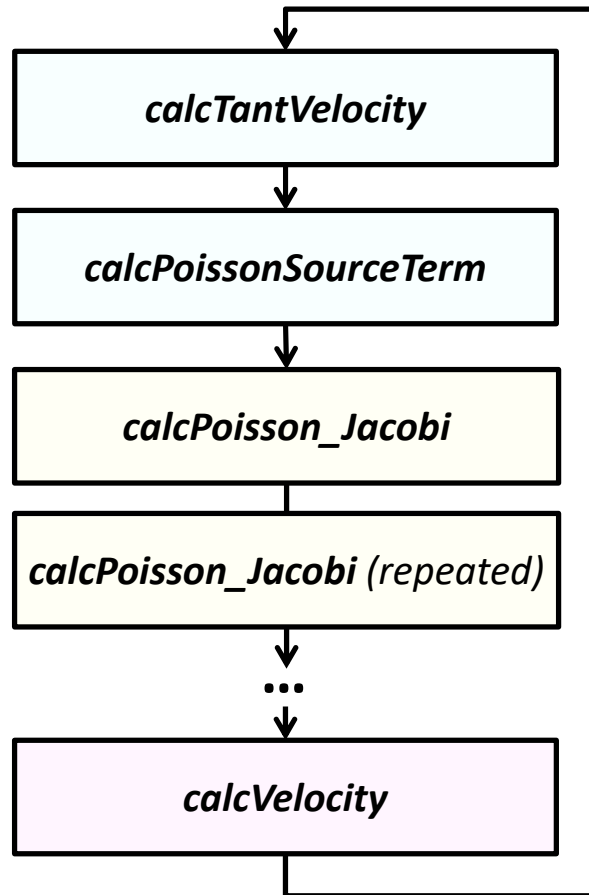 calcTantVelocity
calcPoissonSourceTerm
calcPoisson_Jacobi
calcPoisson_Jacobi (repeated)
...
calcVelocity